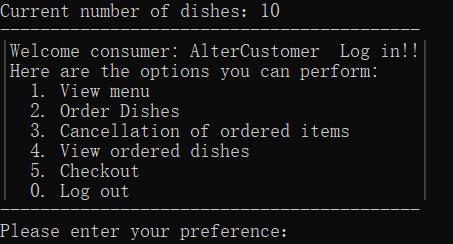 Current number of dishes: 10
------------------------------------------
|Welcome consumer: AlterCustomer  Log in!!|
|Here are the options you can perform:    |
|  1. View menu                           |
|  2. Order Dishes                        |
|  3. Cancellation of ordered items       |
|  4. View ordered dishes                 |
|  5. Checkout                            |
|  0. Log out                             |
------------------------------------------
Please enter your preference: